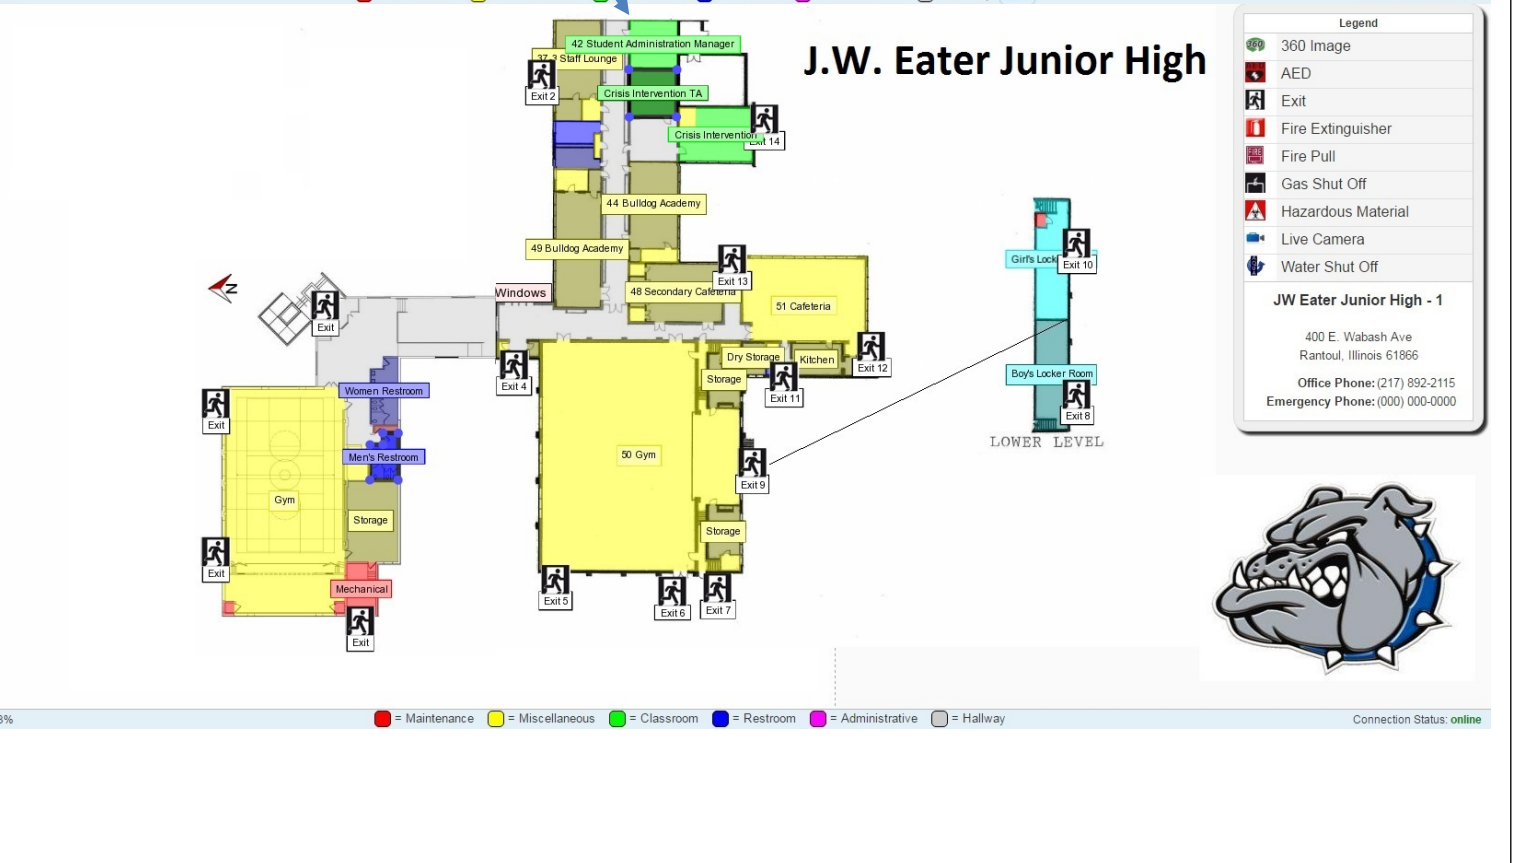 42 Student Administration Manager
Staff Lounge
Exit 2
Crisis Intervention TA
Crisis Intervention
Exit 14
44 Bulldog Academy
49 Bulldog Academy
Exit 13
48 Secondary Cafeteria
51 Cafeteria
Windows
N
Exit
Exit 4
Dry Storage
Kitchen
Exit 12
Storage
Exit 11
Women Restroom
Exit
Men's Restroom
50 Gym
Exit 9
Gym
Storage
Storage
Exit
Mechanical
Exit 5
Exit 6
Exit 7
Exit
J.W. Eater Junior High
Girl's
Exit 10
Boy's Locker Room
Exit 8
LOWER LEVEL
Legend
360 Image
AED
Exit
Fire Extinguisher
Fire Pull
Gas Shut Off
Hazardous Material
Live Camera
Water Shut Off
JW Eater Junior High - 1
400 E. Wabash Ave
Rantoul, Illinois 61866
Office Phone: (217) 892-2115
Emergency Phone: (000) 000-0000
= Maintenance = Miscellaneous = Classroom = Restroom = Administrative = Hallway
Connection Status: online